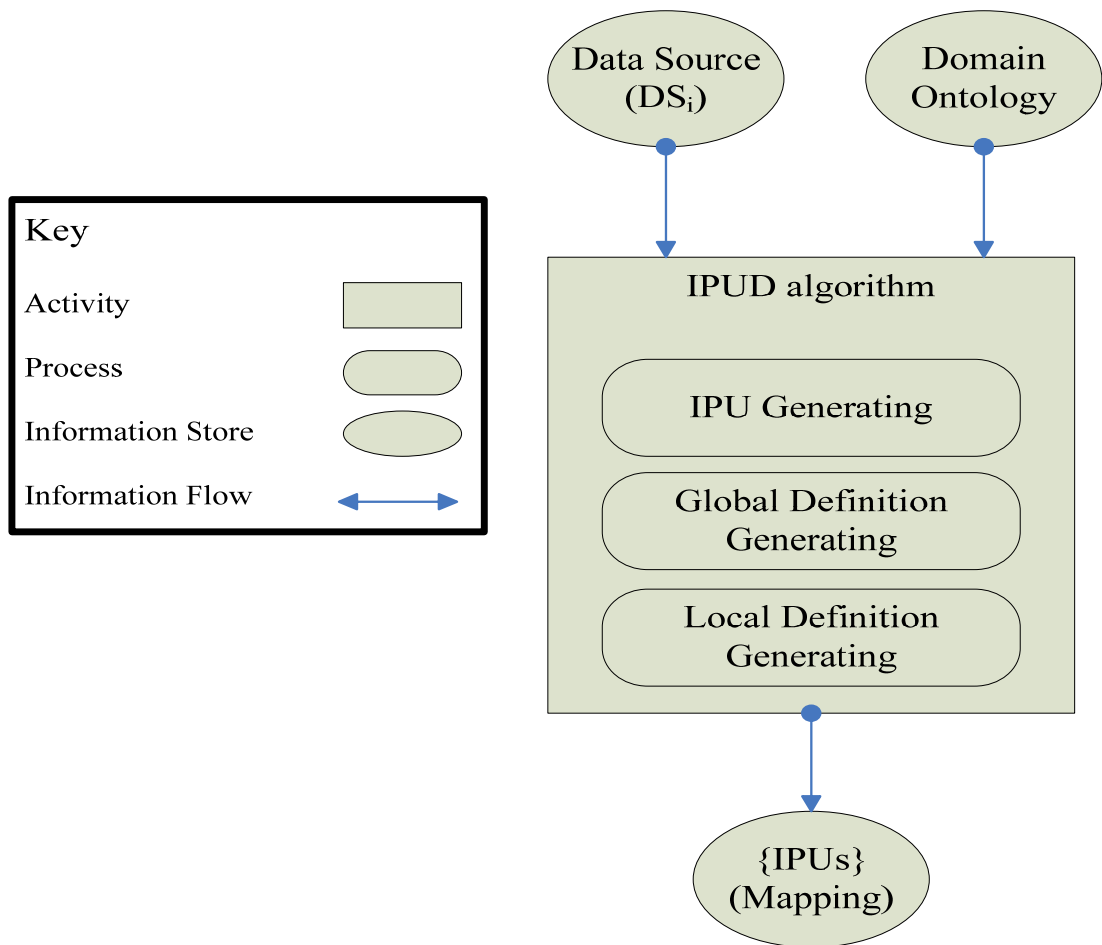 Data Source
(DSᵢ)
Domain
Ontology
Key
Activity
Process
Information Store
Information Flow
IPUD algorithm
IPU Generating
Global Definition
Generating
Local Definition
Generating
{IPUs}
(Mapping)